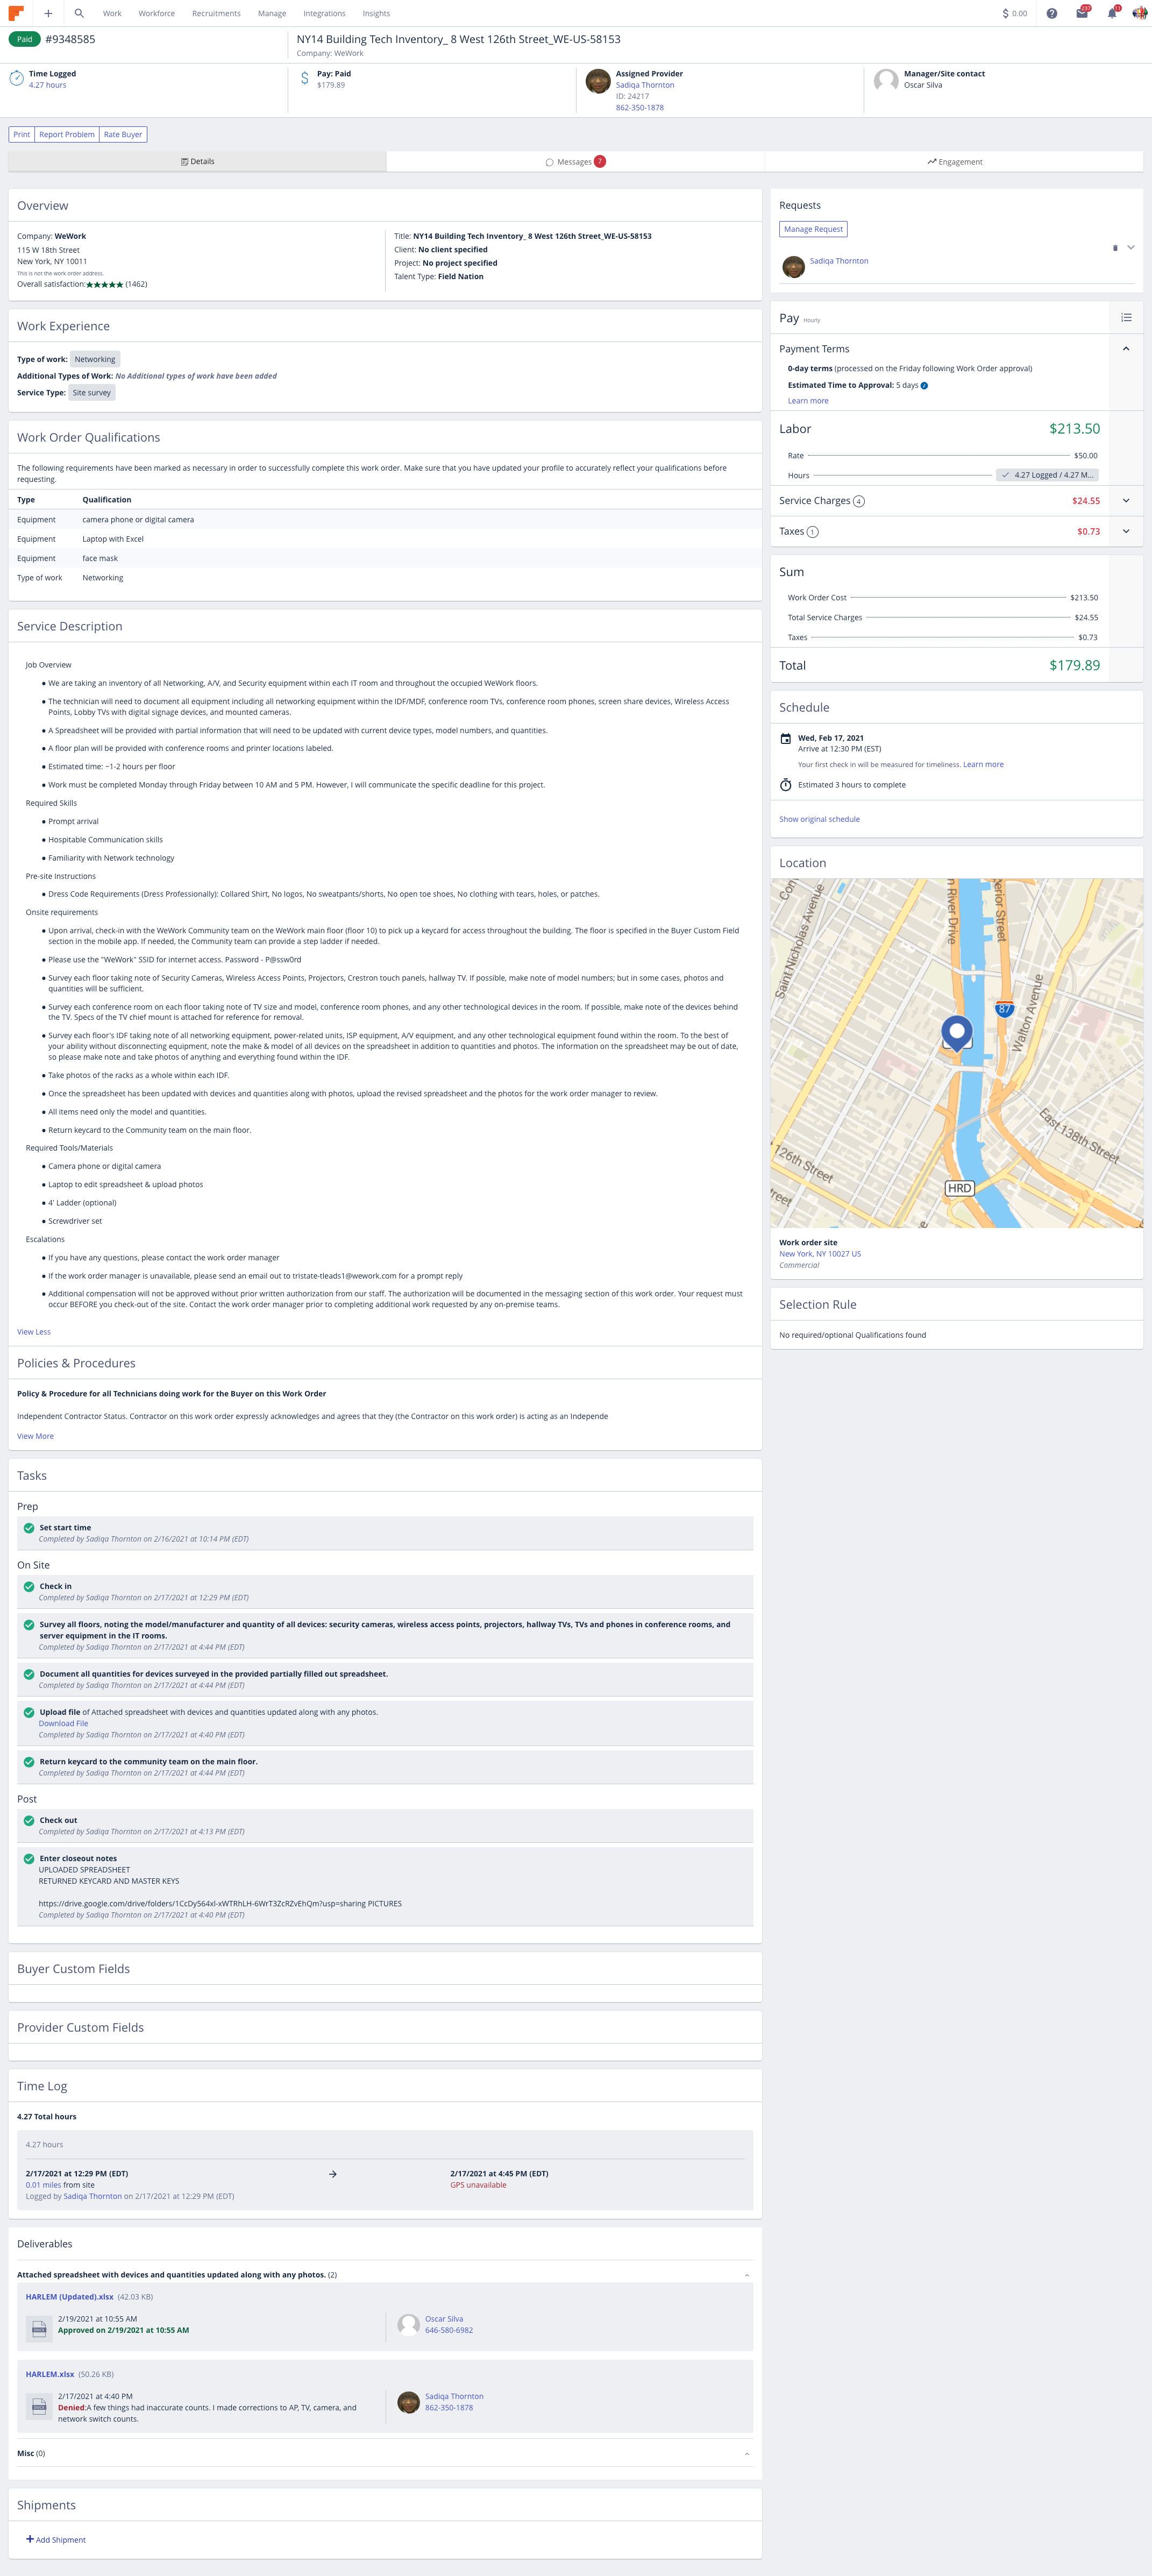 Work Workforce Recruitments Manage Integrations Insights
$ 0.00
237
11
Paid #9348585
NY14 Building Tech Inventory_ 8 West 126th Street_WE-US-58153
Company: WeWork
Time Logged
4.27 hours
Pay: Paid
$179.89
Assigned Provider
Sadiqa Thornton
ID: 24217
862-350-1878
Manager/Site contact
Oscar Silva
Print Report Problem Rate Buyer
Details
Messages 7
Engagement
Overview
Company: WeWork
115 W 18th Street
New York, NY 10011
This is not the work order address.
Overall satisfaction:★★★★★ (1462)
Title: NY14 Building Tech Inventory_ 8 West 126th Street_WE-US-58153
Client: No client specified
Project: No project specified
Talent Type: Field Nation
Work Experience
Type of work: Networking
Additional Types of Work: No Additional types of work have been added
Service Type: Site survey
Work Order Qualifications
The following requirements have been marked as necessary in order to successfully complete this work order. Make sure that you have updated your profile to accurately reflect your qualifications before
requesting.
Type Qualification
Equipment camera phone or digital camera
Equipment Laptop with Excel
Equipment face mask
Type of work Networking
Service Description
Job Overview
● We are taking an inventory of all Networking, A/V, and Security equipment within each IT room and throughout the occupied WeWork floors.
● The technician will need to document all equipment including all networking equipment within the IDF/MDF, conference room TVs, conference room phones, screen share devices, Wireless Access
Points, Lobby TVs with digital signage devices, and mounted cameras.
● A Spreadsheet will be provided with partial information that will need to be updated with current device types, model numbers, and quantities.
● A floor plan will be provided with conference rooms and printer locations labeled.
● Estimated time: ~1-2 hours per floor
● Work must be completed Monday through Friday between 10 AM and 5 PM. However, I will communicate the specific deadline for this project.
Required Skills
● Prompt arrival
● Hospitable Communication skills
● Familiarity with Network technology
Pre-site Instructions
● Dress Code Requirements (Dress Professionally): Collared Shirt, No logos, No sweatpants/shorts, No open toe shoes, No clothing with tears, holes, or patches.
Onsite requirements
● Upon arrival, check-in with the WeWork Community team on the WeWork main floor (floor 10) to pick up a keycard for access throughout the building. The floor is specified in the Buyer Custom Field
section in the mobile app. If needed, the Community team can provide a step ladder if needed.
● Please use the "WeWork" SSID for internet access. Password - P@ssw0rd
● Survey each floor taking note of Security Cameras, Wireless Access Points, Projectors, Crestron touch panels, hallway TV. If possible, make note of model numbers; but in some cases, photos and
quantities will be sufficient.
● Survey each conference room on each floor taking note of TV size and model, conference room phones, and any other technological devices in the room. If possible, make note of the devices behind
the TV. Specs of the TV chief mount is attached for reference for removal.
● Survey each floor's IDF taking note of all networking equipment, power-related units, ISP equipment, A/V equipment, and any other technological equipment found within the room. To the best of
your ability without disconnecting equipment, note the make & model of all devices on the spreadsheet in addition to quantities and photos. The information on the spreadsheet may be out of date,
so please make note and take photos of anything and everything found within the IDF.
● Take photos of the racks as a whole within each IDF.
● Once the spreadsheet has been updated with devices and quantities along with photos, upload the revised spreadsheet and the photos for the work order manager to review.
● All items need only the model and quantities.
● Return keycard to the Community team on the main floor.
Required Tools/Materials
● Camera phone or digital camera
● Laptop to edit spreadsheet & upload photos
● 4' Ladder (optional)
● Screwdriver set
Escalations
● If you have any questions, please contact the work order manager
● If the work order manager is unavailable, please send an email out to tristate-tleads1@wework.com for a prompt reply
● Additional compensation will not be approved without prior written authorization from our staff. The authorization will be documented in the messaging section of this work order. Your request must
occur BEFORE you check-out of the site. Contact the work order manager prior to completing additional work requested by any on-premise teams.
View Less
Policies & Procedures
Policy & Procedure for all Technicians doing work for the Buyer on this Work Order
Independent Contractor Status. Contractor on this work order expressly acknowledges and agrees that they (the Contractor on this work order) is acting as an Independe
View More
Tasks
Prep
Set start time
Completed by Sadiqa Thornton on 2/16/2021 at 10:14 PM (EDT)
On Site
Check in
Completed by Sadiqa Thornton on 2/17/2021 at 12:29 PM (EDT)
Survey all floors, noting the model/manufacturer and quantity of all devices: security cameras, wireless access points, projectors, hallway TVs, TVs and phones in conference rooms, and
server equipment in the IT rooms.
Completed by Sadiqa Thornton on 2/17/2021 at 4:44 PM (EDT)
Document all quantities for devices surveyed in the provided partially filled out spreadsheet.
Completed by Sadiqa Thornton on 2/17/2021 at 4:44 PM (EDT)
Upload file of Attached spreadsheet with devices and quantities updated along with any photos.
Download File
Completed by Sadiqa Thornton on 2/17/2021 at 4:40 PM (EDT)
Return keycard to the community team on the main floor.
Completed by Sadiqa Thornton on 2/17/2021 at 4:44 PM (EDT)
Post
Check out
Completed by Sadiqa Thornton on 2/17/2021 at 4:13 PM (EDT)
Enter closeout notes
UPLOADED SPREADSHEET
RETURNED KEYCARD AND MASTER KEYS
https://drive.google.com/drive/folders/1CcDy564xI-xWTRhLH-6WrT3ZcRZvEhQm?usp=sharing PICTURES
Completed by Sadiqa Thornton on 2/17/2021 at 4:40 PM (EDT)
Buyer Custom Fields
Provider Custom Fields
Time Log
4.27 Total hours
4.27 hours
2/17/2021 at 12:29 PM (EDT) → 2/17/2021 at 4:45 PM (EDT)
0.01 miles from site GPS unavailable
Logged by Sadiqa Thornton on 2/17/2021 at 12:29 PM (EDT)
Deliverables
Attached spreadsheet with devices and quantities updated along with any photos. (2)
HARLEM (Updated).xlsx (42.03 KB)
2/19/2021 at 10:55 AM
Approved on 2/19/2021 at 10:55 AM
Oscar Silva
646-580-6982
HARLEM.xlsx (50.26 KB)
2/17/2021 at 4:40 PM
Denied:A few things had inaccurate counts. I made corrections to AP, TV, camera, and
network switch counts.
Sadiqa Thornton
862-350-1878
Misc (0)
Shipments
+ Add Shipment
Requests
Manage Request
Sadiqa Thornton
Pay Hourly
Payment Terms
0-day terms (processed on the Friday following Work Order approval)
Estimated Time to Approval: 5 days
Learn more
Labor $213.50
Rate $50.00
Hours 4.27 Logged / 4.27 M...
Service Charges 4 $24.55
Taxes 1 $0.73
Sum
Work Order Cost $213.50
Total Service Charges $24.55
Taxes $0.73
Total $179.89
Schedule
Wed, Feb 17, 2021
Arrive at 12:30 PM (EST)
Your first check in will be measured for timeliness. Learn more
Estimated 3 hours to complete
Show original schedule
Location
Saint Nicholas Avenue
n River Drive
erior Street
87
Walton Avenue
East 138th Street
126th Street
treet
HRD
Work order site
New York, NY 10027 US
Commercial
Selection Rule
No required/optional Qualifications found